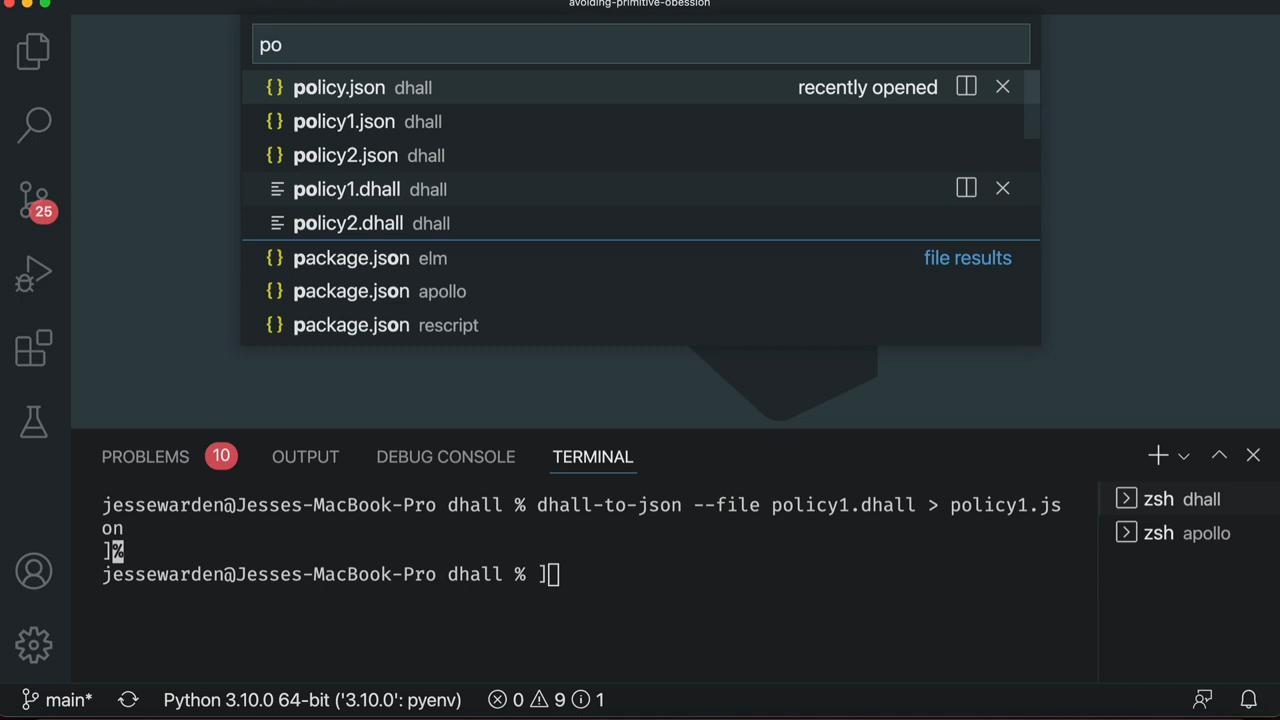 avoiding-primitive-obession
po
policy.json dhall recently opened
policy1.json dhall
policy2.json dhall
policy1.dhall dhall
policy2.dhall dhall
package.json elm file results
package.json apollo
package.json rescript
25
PROBLEMS 10 OUTPUT DEBUG CONSOLE TERMINAL
jessewarden@Jesses-MacBook-Pro dhall % dhall-to-json --file policy1.dhall > policy1.js
on
]%
jessewarden@Jesses-MacBook-Pro dhall % ]
zsh dhall
zsh apollo
main* Python 3.10.0 64-bit ('3.10.0': pyenv) 0 9 1